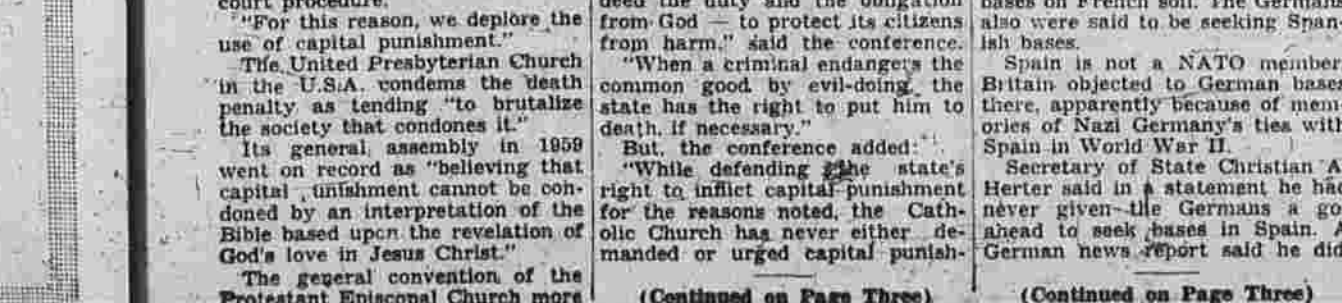 court procedure.
"For this reason, we deplore the
use of capital punishment."
The United Presbyterian Church
in the U.S.A. condems the death
penalty as tending "to brutalize
the society that condones it."
Its general assembly in 1959
went on record as "believing that
capital unishment cannot be con-
doned by an interpretation of the
Bible based upon the revelation of
God's love in Jesus Christ."
The general convention of the
Protestant Episcopal Church more
deed the duty and the obligation
from God — to protect its citizens
from harm." said the conference.
"When a criminal endangers the
common good by evil-doing, the
state has the right to put him to
death, if necessary."
But, the conference added:
"While defending the state's
right to inflict capital punishment
for the reasons noted, the Cath-
olic Church has never either de-
manded or urged capital punish-
(Continued on Page Three)
bases on French soil. The Germans
also were said to be seeking Span-
ish bases.
Spain is not a NATO member
Britain objected to German base
there, apparently because of mem
ories of Nazi Germany's ties with
Spain in World War II.
Secretary of State Christian A
Herter said in a statement he ha
never given the Germans a go
ahead to seek bases in Spain. A
German news report said he did
(Continued on Page Three)